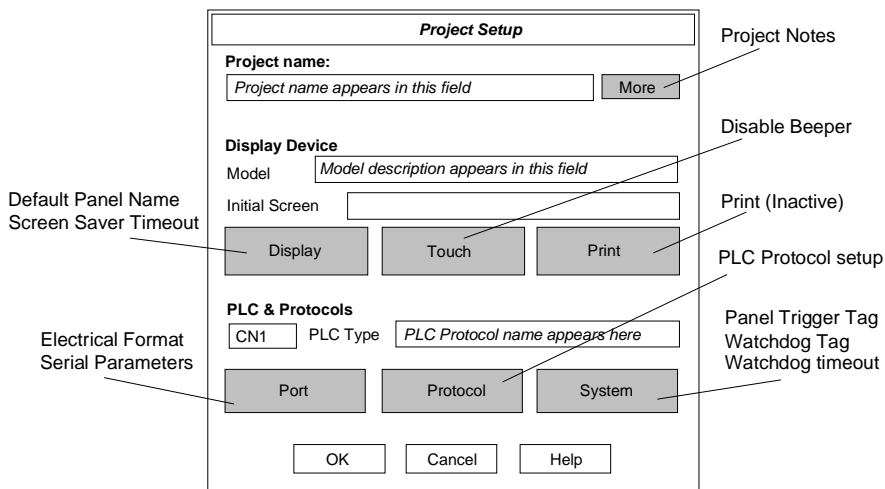 Project Setup
Project Notes
Project name:
Project name appears in this field
More
Disable Beeper
Display Device
Model
Model description appears in this field
Default Panel Name
Screen Saver Timeout
Initial Screen
Print (Inactive)
Display
Touch
Print
PLC Protocol setup
PLC & Protocols
CN1
PLC Type
PLC Protocol name appears here
Panel Trigger Tag
Watchdog Tag
Watchdog timeout
Electrical Format
Serial Parameters
Port
Protocol
System
OK
Cancel
Help